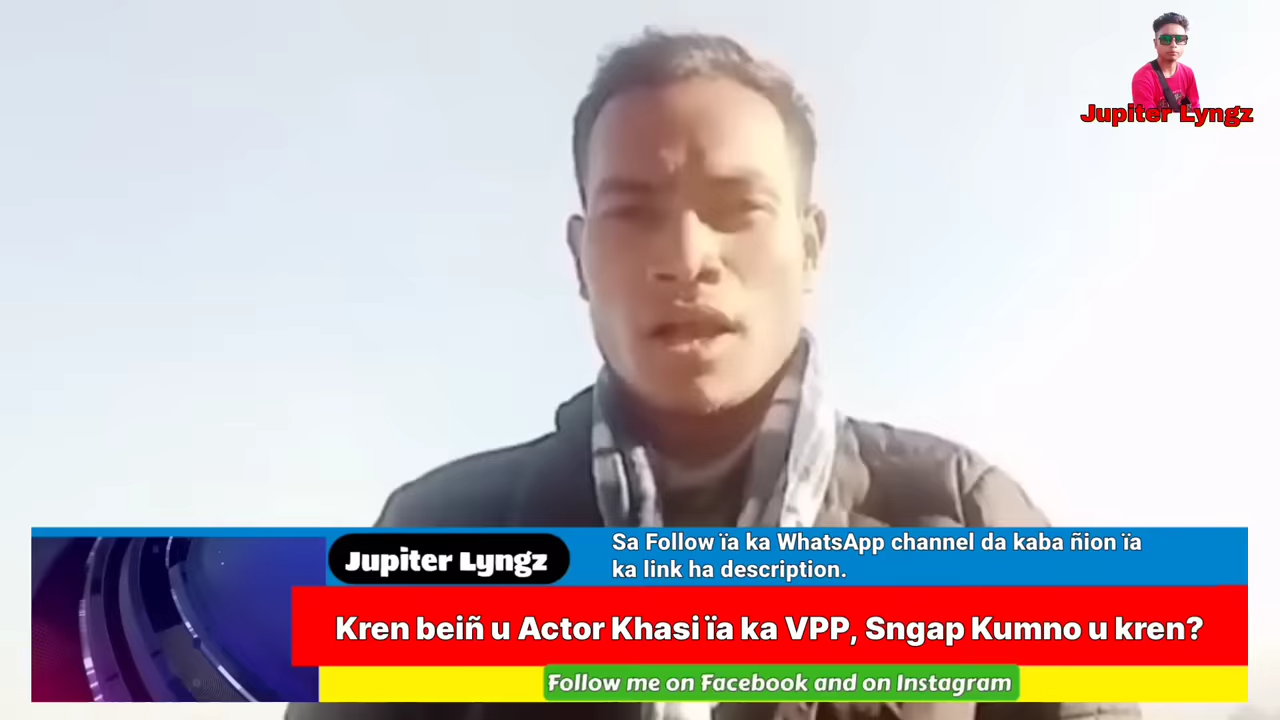 Jupiter Lyngz
Jupiter Lyngz
Sa Follow ïa ka WhatsApp channel da kaba ñion ïa
ka link ha description.
Kren beiñ u Actor Khasi ïa ka VPP, Sngap Kumno u kren?
Follow me on Facebook and on Instagram